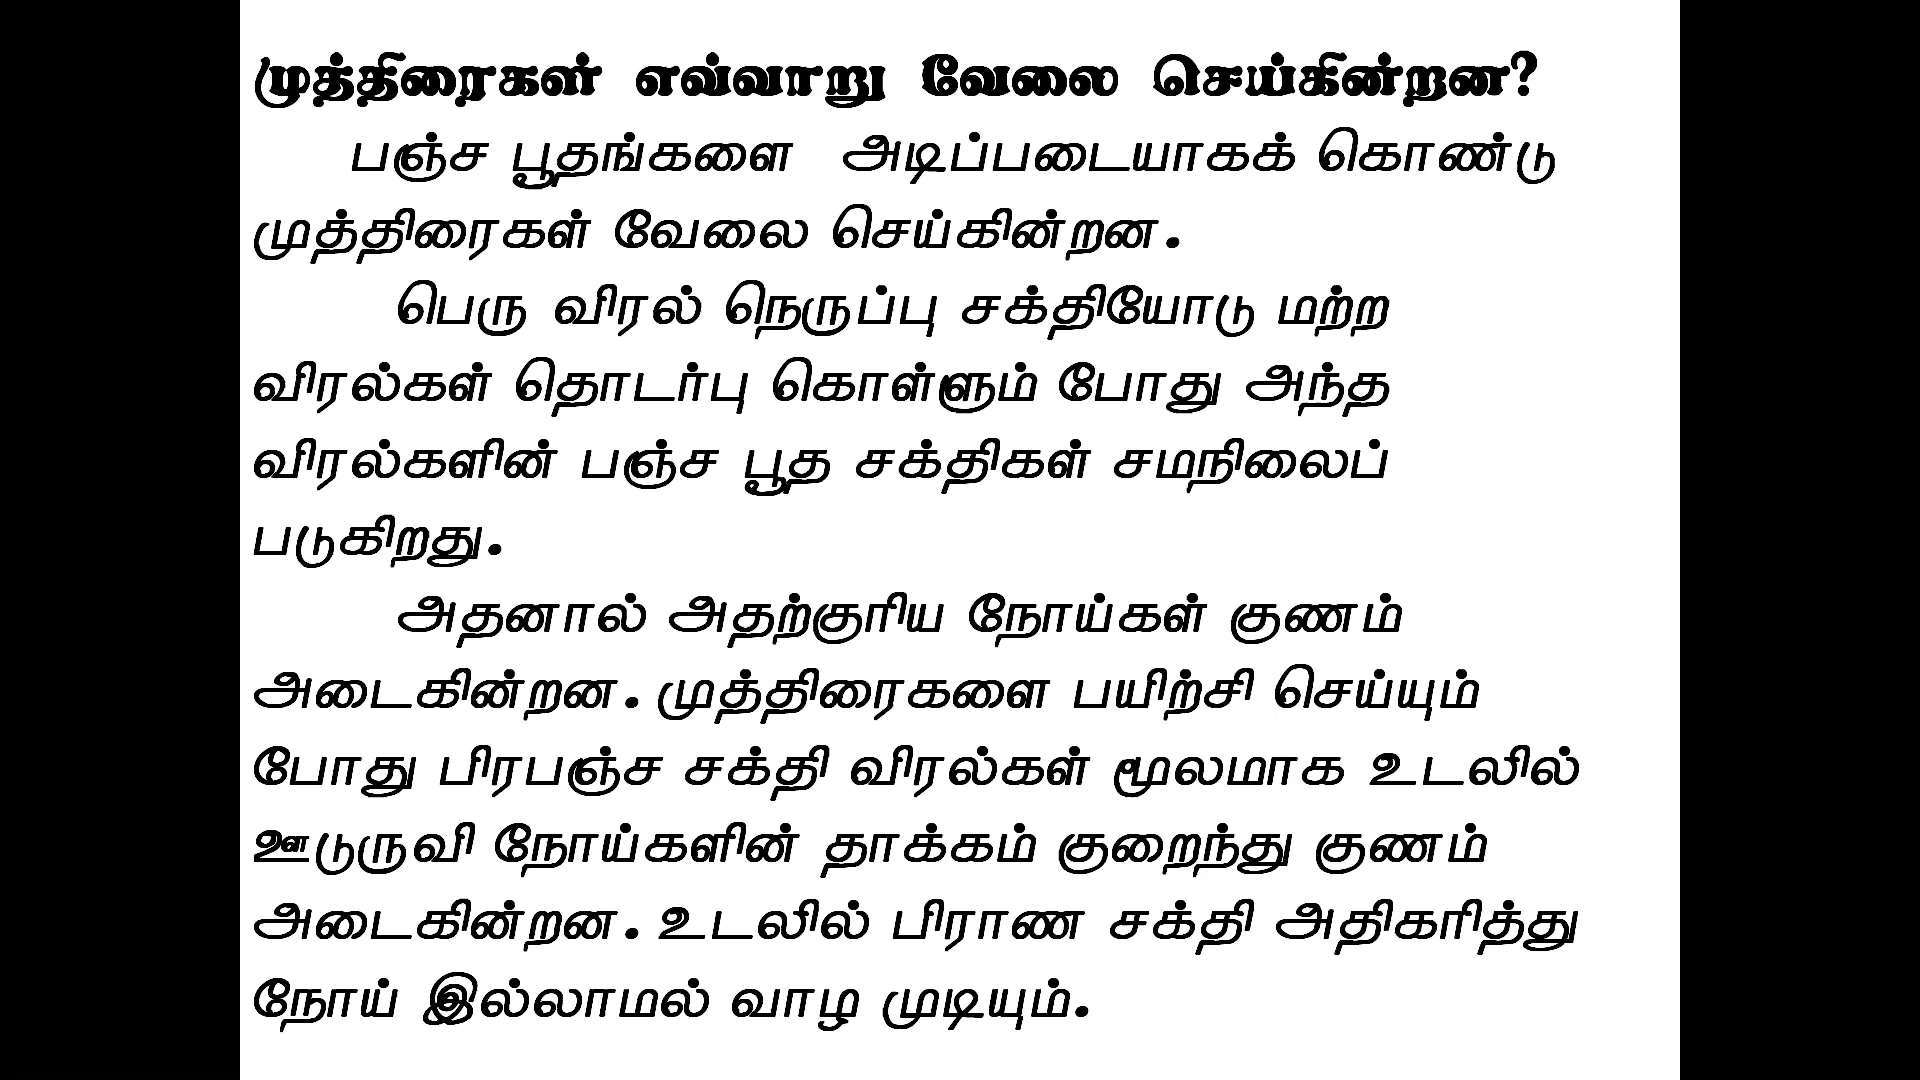 முத்திரைகள் எவ்வாறு வேலை செய்கின்றன?
பஞ்ச பூதங்களை அடிப்படையாகக் கொண்டு
முத்திரைகள் வேலை செய்கின்றன.
பெரு விரல் நெருப்பு சக்தியோடு மற்ற
விரல்கள் தொடர்பு கொள்ளும் போது அந்த
விரல்களின் பஞ்ச பூத சக்திகள் சமநிலைப்
படுகிறது.
அதனால் அதற்குரிய நோய்கள் குணம்
அடைகின்றன. முத்திரைகளை பயிற்சி செய்யும்
போது பிரபஞ்ச சக்தி விரல்கள் மூலமாக உடலில்
ஊடுருவி நோய்களின் தாக்கம் குறைந்து குணம்
அடைகின்றன. உடலில் பிராண சக்தி அதிகரித்து
நோய் இல்லாமல் வாழ முடியும்.